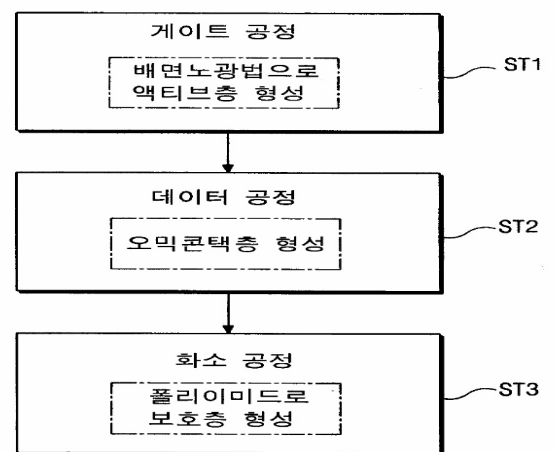 게이트 공정
배면노광법으로
액티브층 형성
ST1
데이터 공정
오믹콘택층 형성
ST2
화소 공정
폴리이미드로
보호층 형성
ST3